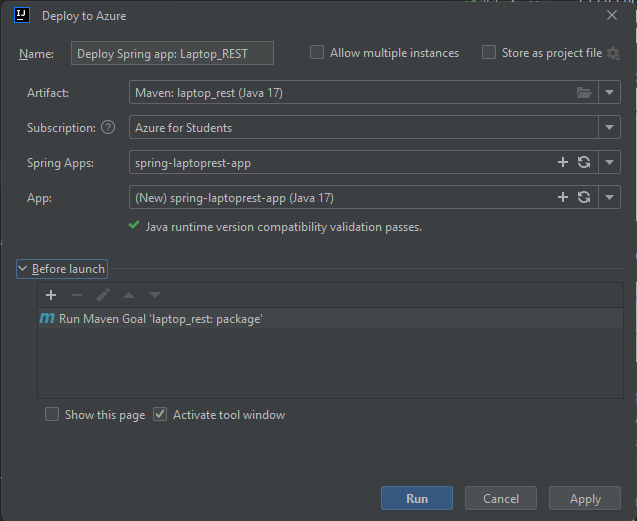 Deploy to Azure
Name: Deploy Spring app: Laptop_REST Allow multiple instances Store as project file
Artifact: Maven: laptop_rest (Java 17)
Subscription: Azure for Students
Spring Apps: spring-laptoprest-app
App: (New) spring-laptoprest-app (Java 17)
Java runtime version compatibility validation passes.
Before launch
Run Maven Goal 'laptop_rest: package'
Show this page Activate tool window
Run Cancel Apply